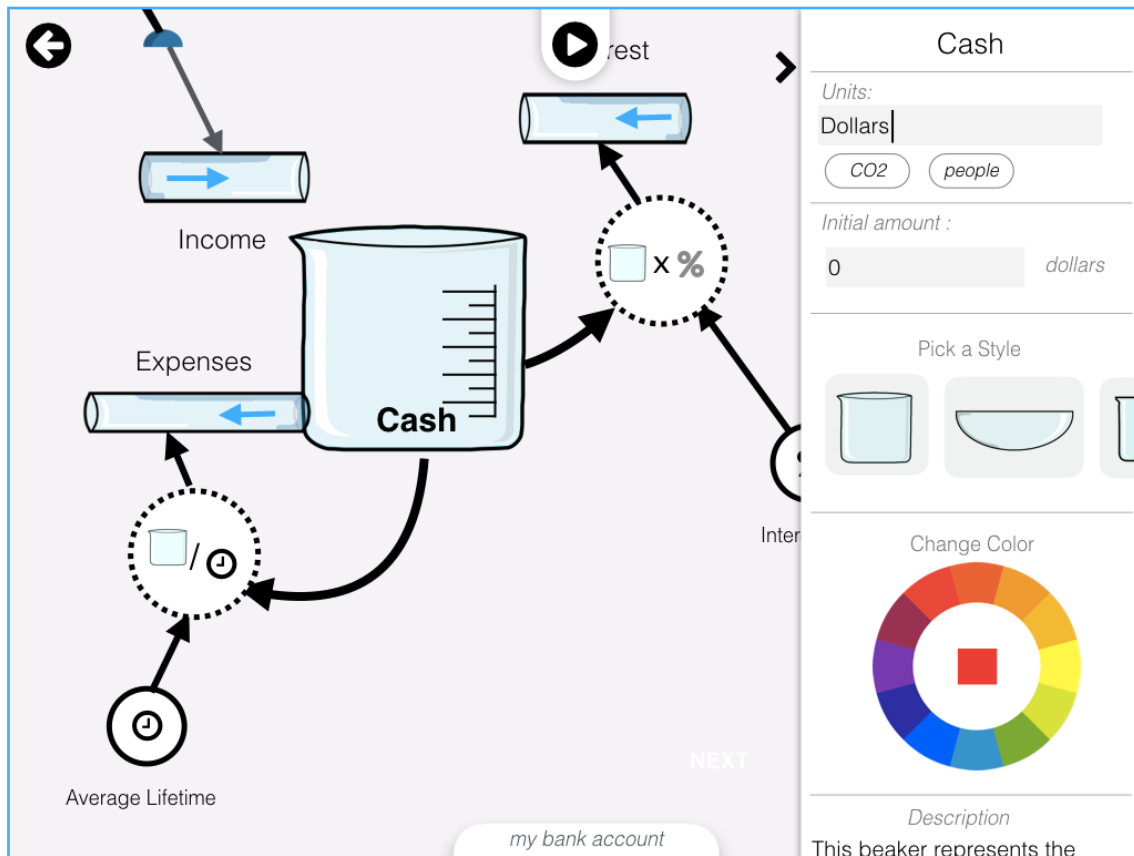 rest
Income
Expenses
Cash
x %
/
Inter
Average Lifetime
NEXT
my bank account
Cash
Units:
Dollars
CO2
people
Initial amount :
0
dollars
Pick a Style
Change Color
Description
This beaker represents the